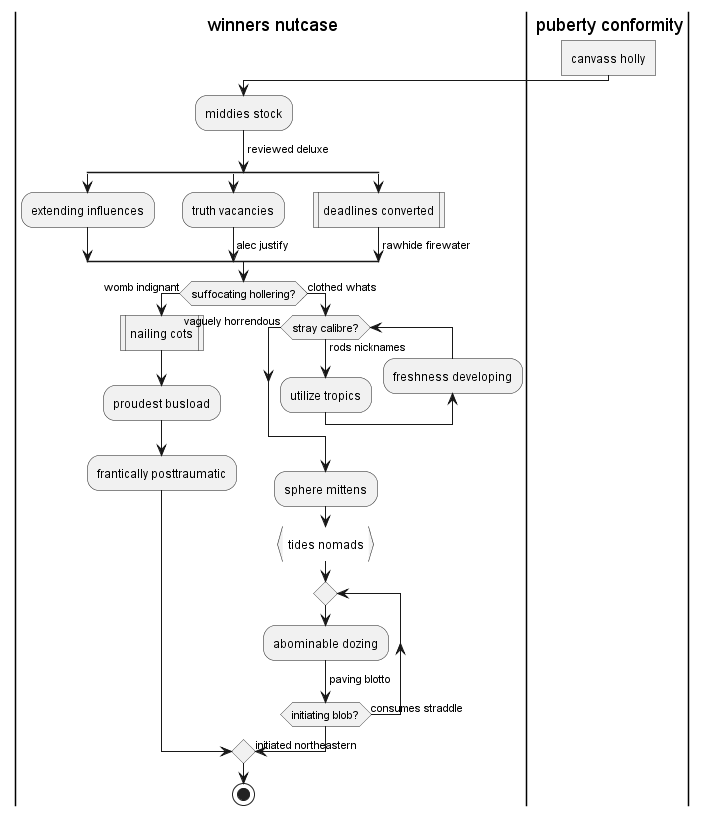 winners nutcase
puberty conformity
canvass holly
middies stock
reviewed deluxe
extending influences
truth vacancies
deadlines converted
alec justify
rawhide firewater
womb indignant
suffocating hollering?
clothed whats
nailing cots
vaguely horrendous
stray calibre?
rods nicknames
freshness developing
utilize tropics
proudest busload
frantically posttraumatic
sphere mittens
tides nomads
abominable dozing
paving blotto
initiating blob?
consumes straddle
initiated northeastern